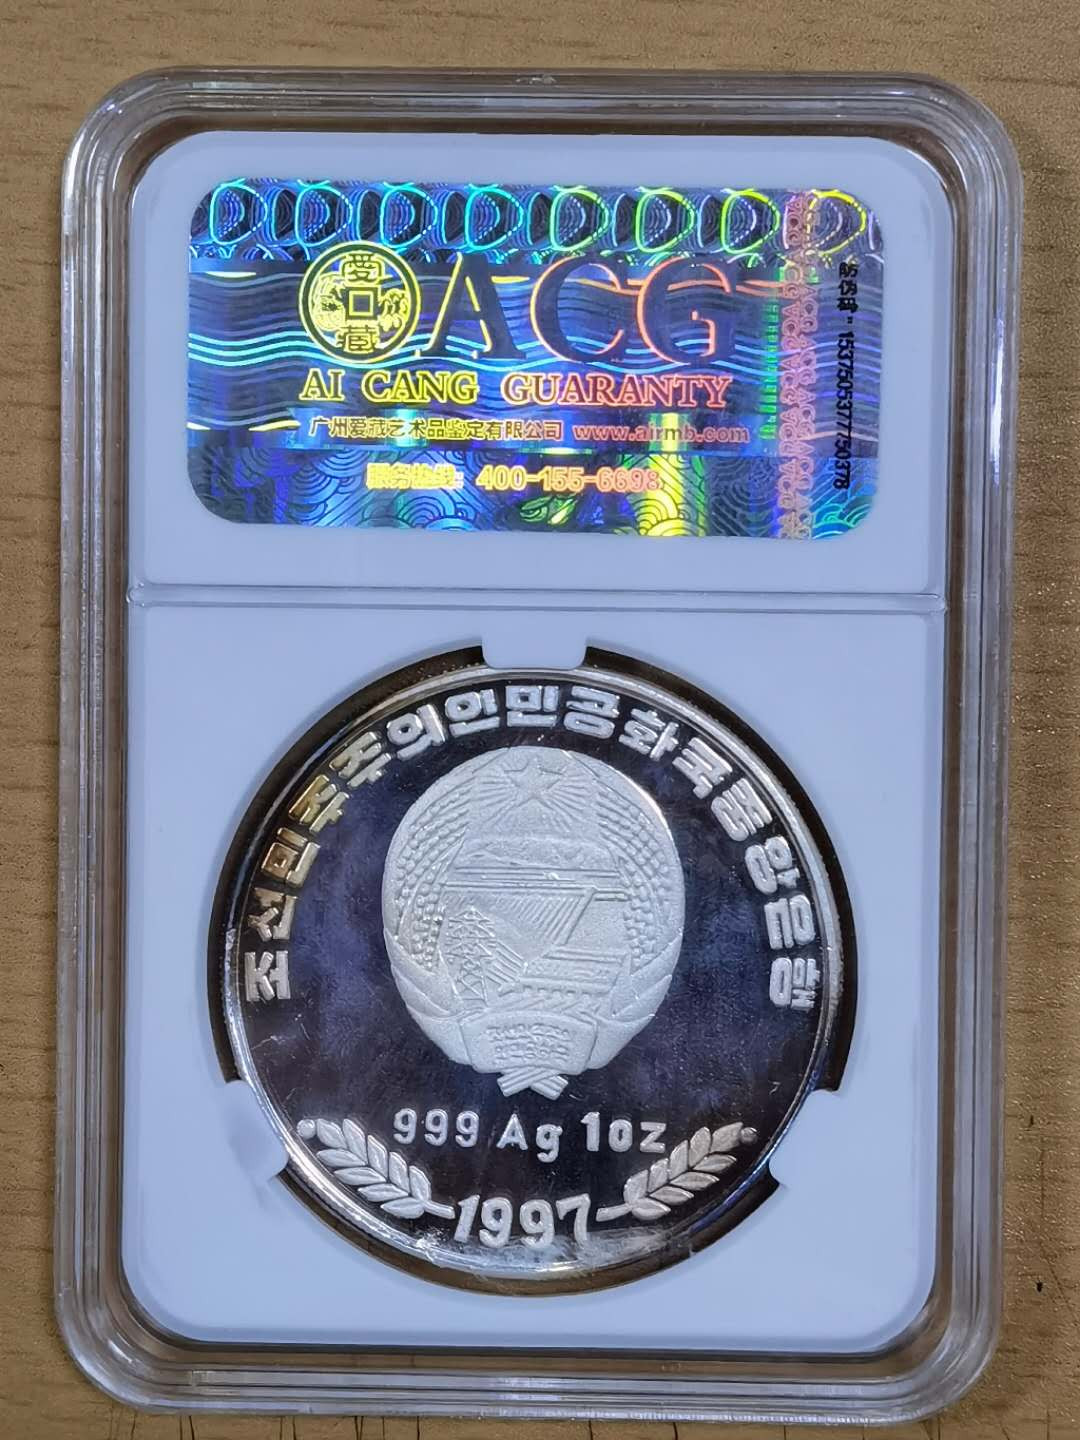 爱藏
ACG
AI CANG GUARANTY
广州爱藏艺术品鉴定有限公司 www.airmb.com
服务热线: 400-155-6698
조선민주주의인민공화국중앙은행
999 Ag 1oz
1997